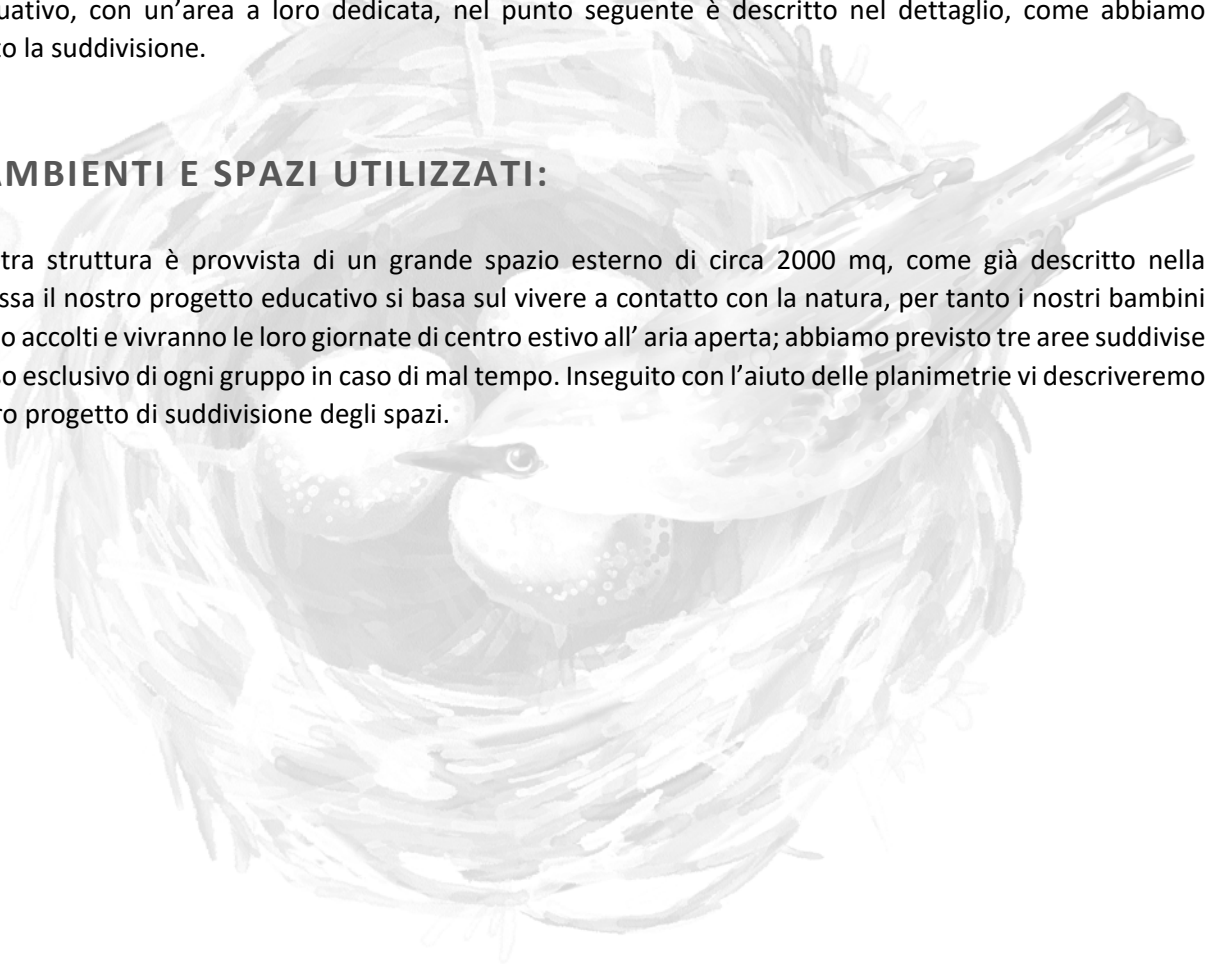 uativo, con un’area a loro dedicata, nel punto seguente è descritto nel dettaglio, come abbiamo
o la suddivisione.
AMBIENTI E SPAZI UTILIZZATI:
tra struttura è provvista di un grande spazio esterno di circa 2000 mq, come già descritto nella
ssa il nostro progetto educativo si basa sul vivere a contatto con la natura, per tanto i nostri bambini
o accolti e vivranno le loro giornate di centro estivo all’ aria aperta; abbiamo previsto tre aree suddivise
so esclusivo di ogni gruppo in caso di mal tempo. Inseguito con l’aiuto delle planimetrie vi descriveremo
ro progetto di suddivisione degli spazi.